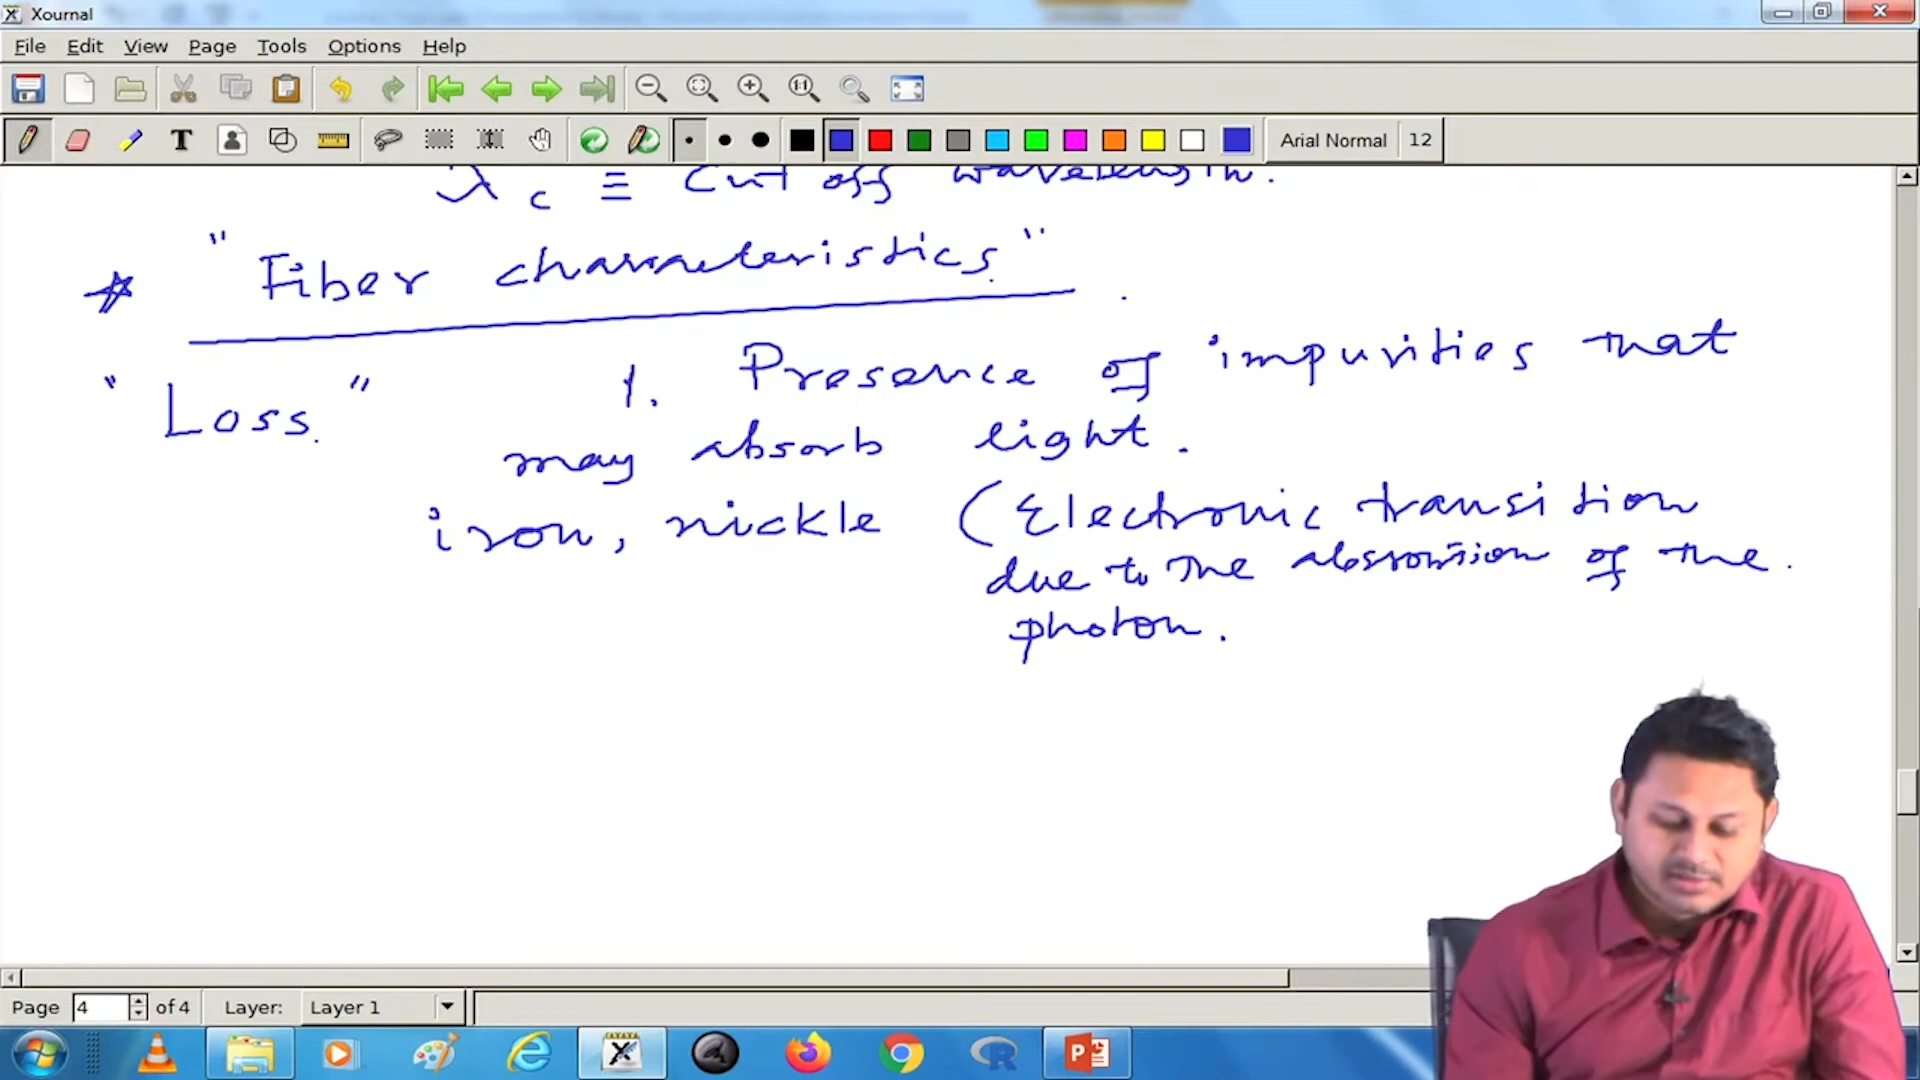 Xournal
File Edit View Page Tools Options Help
Arial Normal 12
λc ≡ Cut off wavelength.
* "Fiber characteristics."
"Loss." 1. Presence of impurities that
may absorb light.
iron, nickle (Electronic transition
due to the absorption of the
photon.
Page 4 of 4 Layer: Layer 1